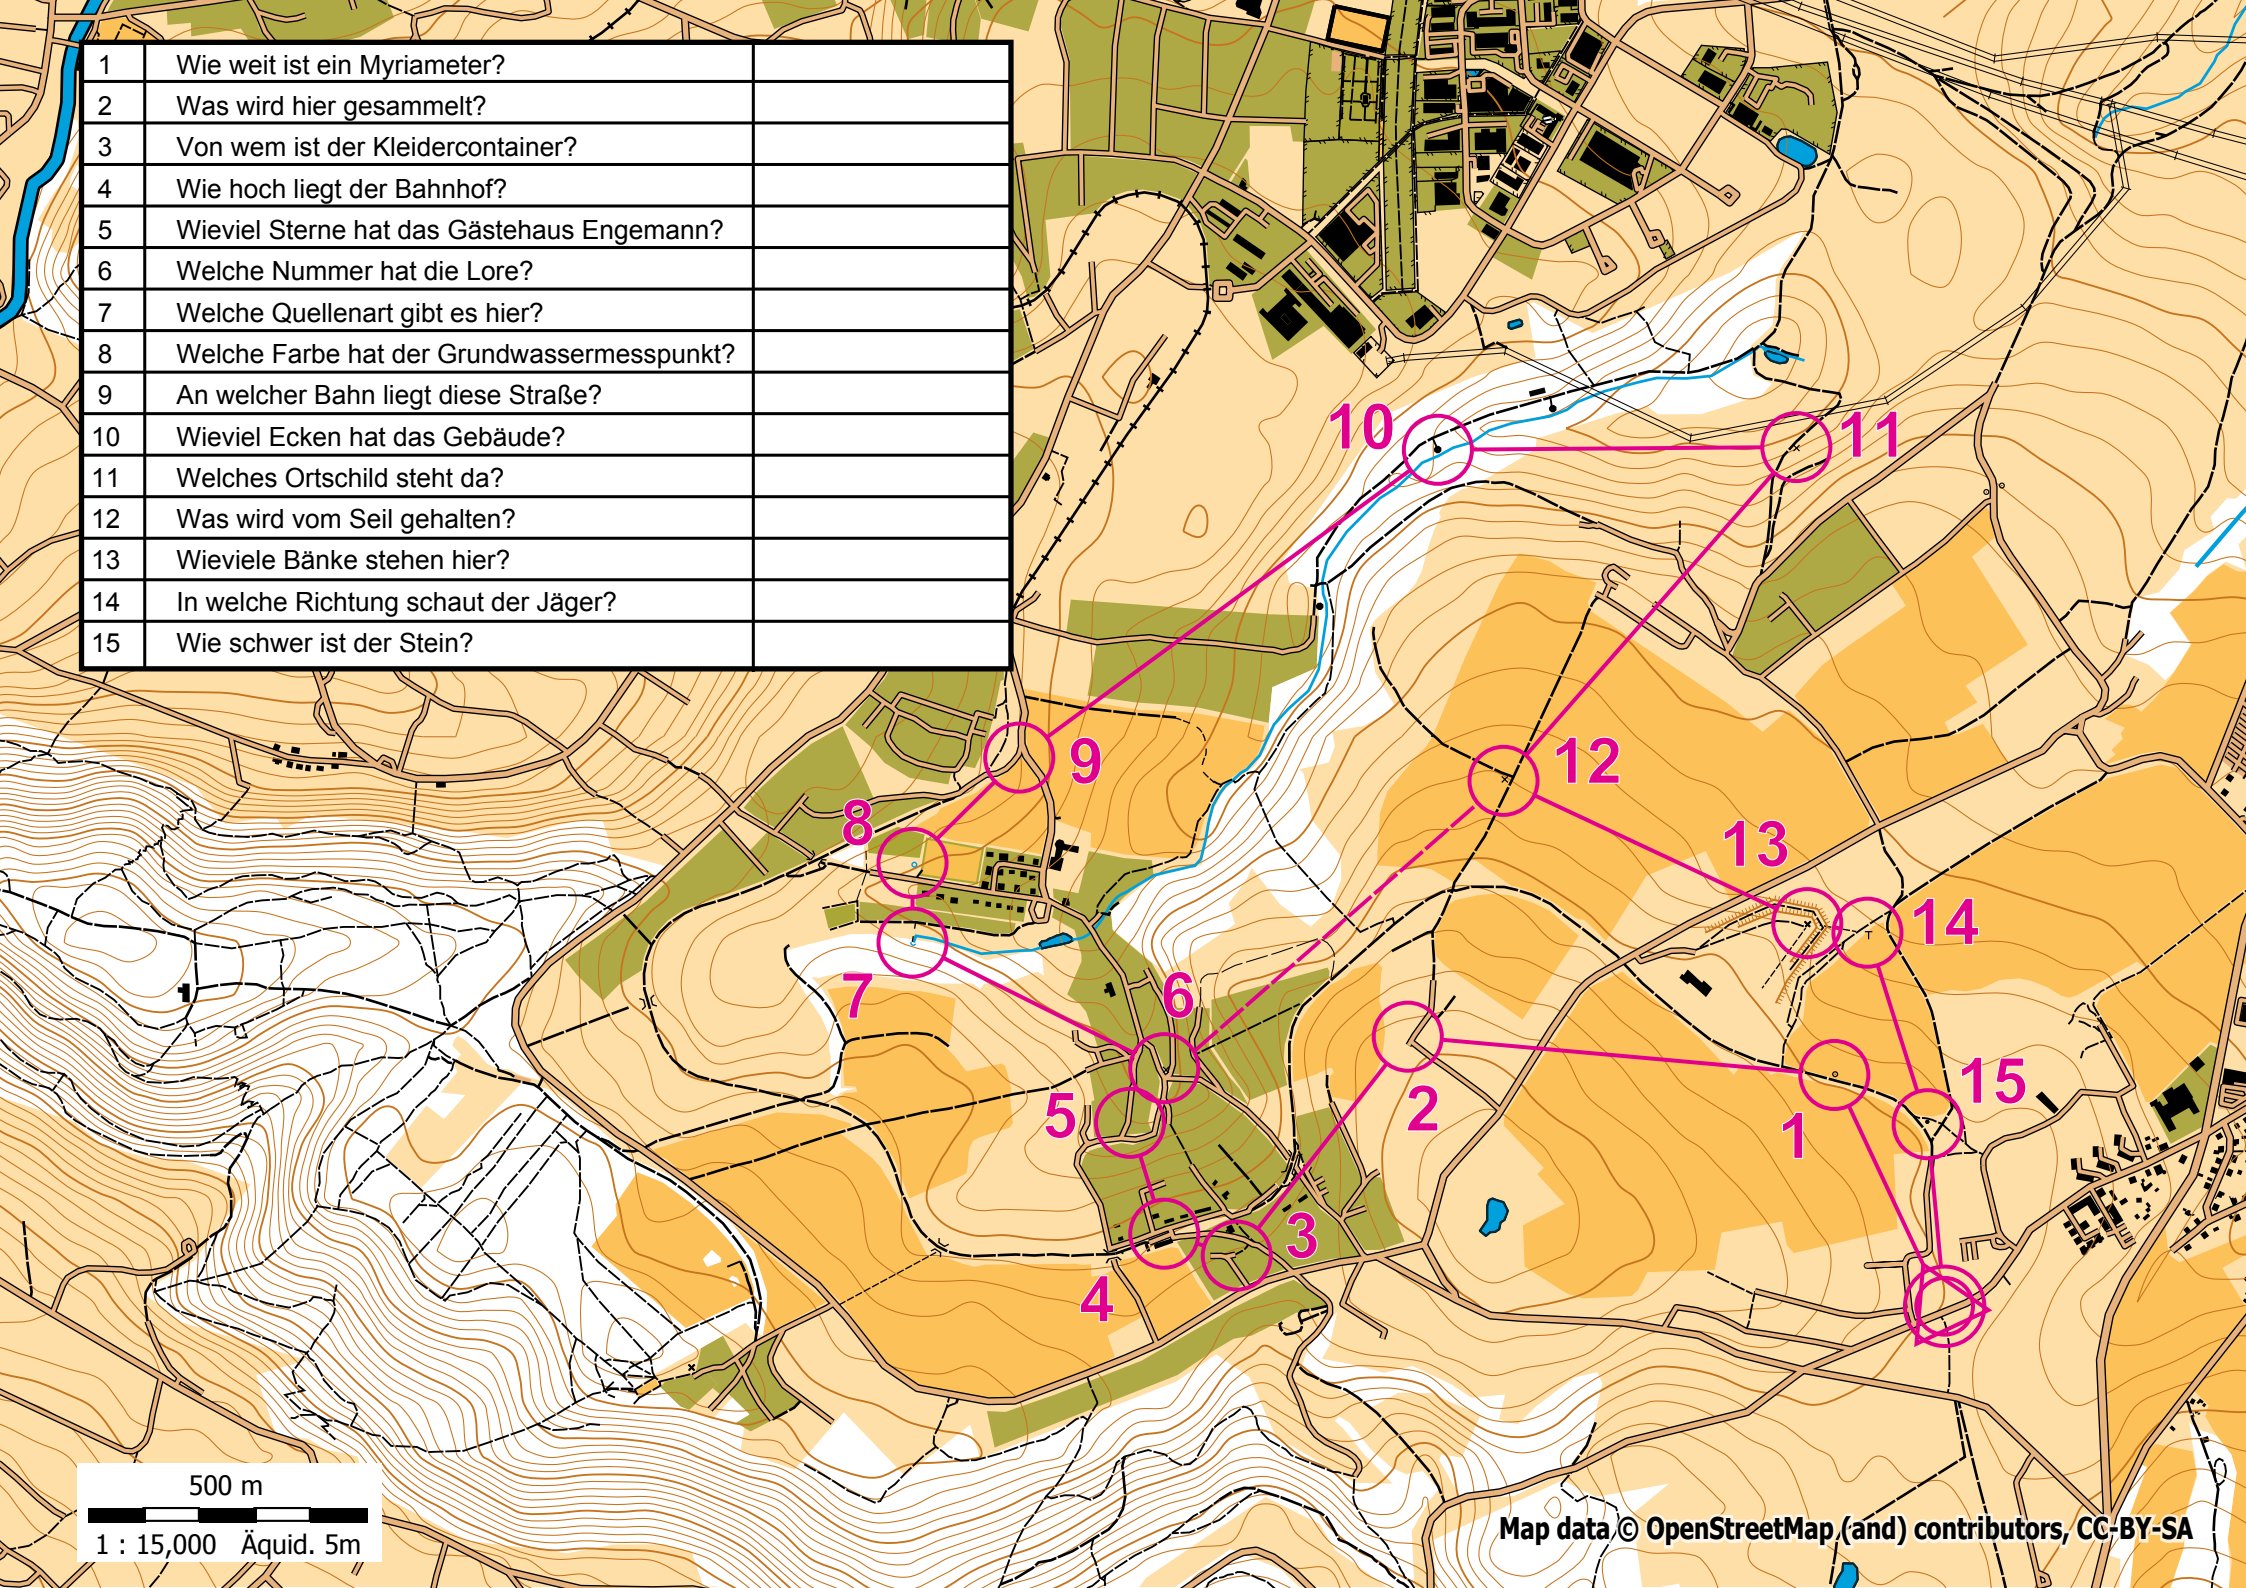 1 Wie weit ist ein Myriameter?
2 Was wird hier gesammelt?
3 Von wem ist der Kleidercontainer?
4 Wie hoch liegt der Bahnhof?
5 Wieviel Sterne hat das Gästehaus Engemann?
6 Welche Nummer hat die Lore?
7 Welche Quellenart gibt es hier?
8 Welche Farbe hat der Grundwassermesspunkt?
9 An welcher Bahn liegt diese Straße?
10 Wieviel Ecken hat das Gebäude?
11 Welches Ortschild steht da?
12 Was wird vom Seil gehalten?
13 Wieviele Bänke stehen hier?
14 In welche Richtung schaut der Jäger?
15 Wie schwer ist der Stein?
10
11
9
12
8
13
14
7
6
5
2
1
15
3
4
500 m
1 : 15,000 Äquid. 5m
Map data © OpenStreetMap (and) contributors, CC-BY-SA